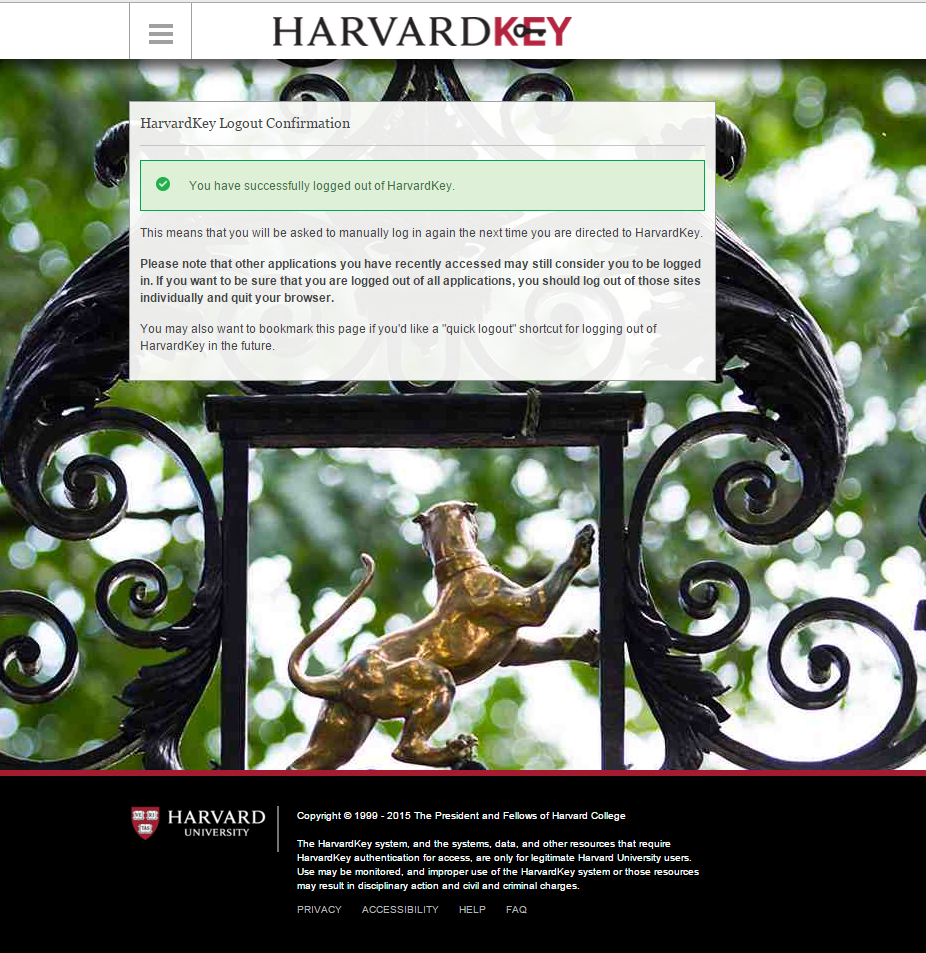 HARVARDKEY
HarvardKey Logout Confirmation
You have successfully logged out of HarvardKey.
This means that you will be asked to manually log in again the next time you are directed to HarvardKey.
Please note that other applications you have recently accessed may still consider you to be logged
in. If you want to be sure that you are logged out of all applications, you should log out of those sites
individually and quit your browser.
You may also want to bookmark this page if you'd like a "quick logout" shortcut for logging out of
HarvardKey in the future.
VE RI
TAS
HARVARD
UNIVERSITY
Copyright © 1999 - 2015 The President and Fellows of Harvard College
The HarvardKey system, and the systems, data, and other resources that require
HarvardKey authentication for access, are only for legitimate Harvard University users.
Use may be monitored, and improper use of the HarvardKey system or those resources
may result in disciplinary action and civil and criminal charges.
PRIVACY ACCESSIBILITY HELP FAQ